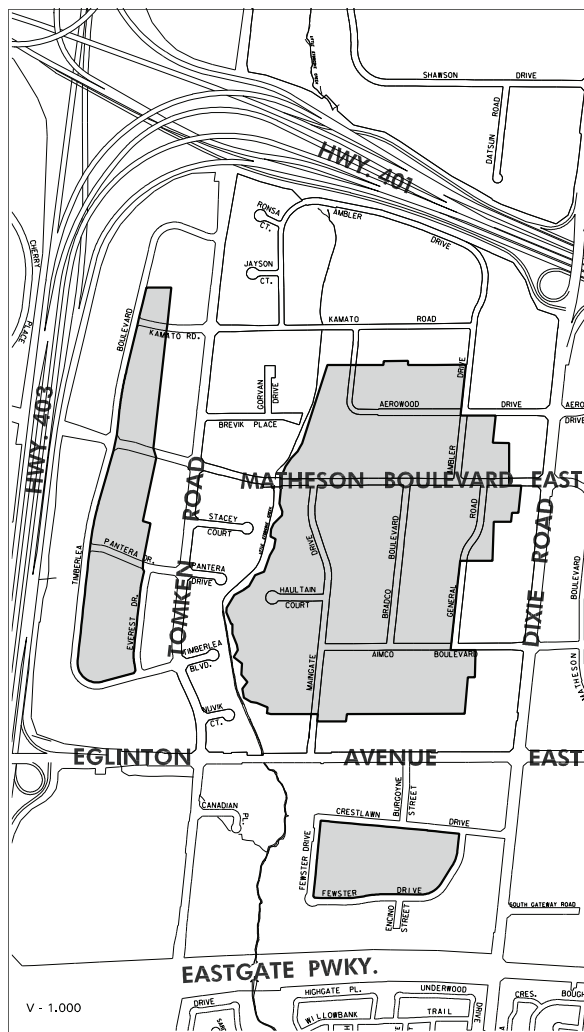 SHAWSON DRIVE
DATSUN ROAD
HWY. 401
RONSA CT.
AMBLER DRIVE
JAYSON CT.
CHERRY PLACE
BOULEVARD
KAMATO RD.
KAMATO ROAD
GORVAN DRIVE
DRIVE
AEROWOOD DRIVE
AERO
DRIVE
BREVIK PLACE
HWY. 403
AMBLER
MATHESON BOULEVARD EAST
TOMKEN ROAD
STACEY COURT
DRIVE
BOULEVARD
ROAD
DIXIE ROAD
PANTERA DR.
PANTERA DRIVE
TIMBERLEA
HAULTAIN COURT
BRADCO
GENERAL
BOULEVARD
EVEREST DR.
TIMBERLEA BLVD.
AIMCO BOULEVARD
MAINGATE
MATHESON
NUVIK CT.
EGLINTON AVENUE EAST
CANADIAN PL.
BURGOYNE STREET
CRESTLAWN DRIVE
FEWSTER DRIVE
FEWSTER DRIVE
ENCINO STREET
SOUTH GATEWAY ROAD
EASTGATE PWKY.
HIGHGATE PL.
UNDERWOOD
DRIVE
CRES.
BOUGH
V - 1.000
DRIVE
WILLOWBANK
TRAIL